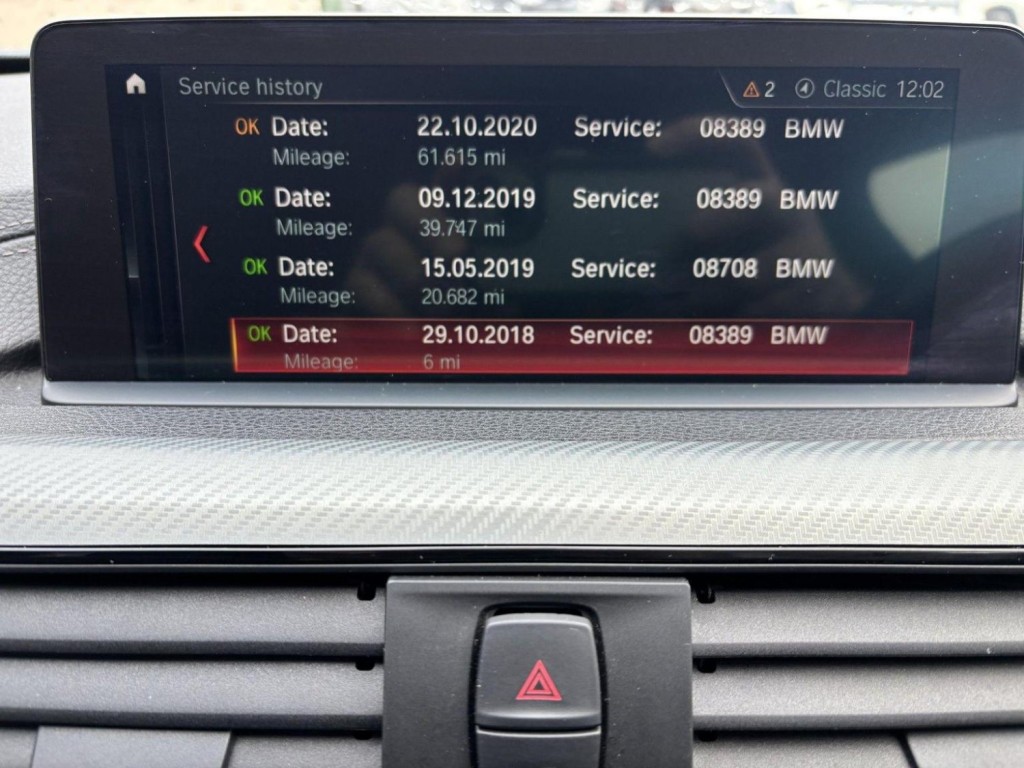 Service history 2 Classic 12:02
OK Date: 22.10.2020 Service: 08389 BMW
Mileage: 61.615 mi
OK Date: 09.12.2019 Service: 08389 BMW
Mileage: 39.747 mi
OK Date: 15.05.2019 Service: 08708 BMW
Mileage: 20.682 mi
OK Date: 29.10.2018 Service: 08389 BMW
Mileage: 6 mi